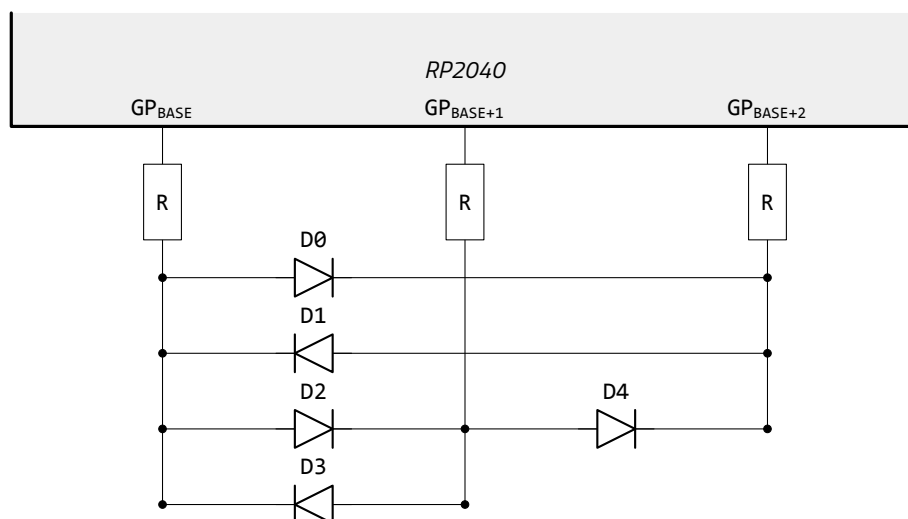 RP2040
GPBASE GPBASE+1 GPBASE+2
R R R
D0
D1
D2 D4
D3